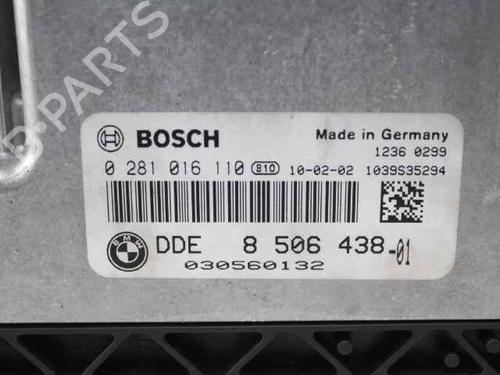 B-PARTS
BOSCH
Made in Germany
1236 0299
0 281 016 110 810 10-02-02 1039S35294
BMW
DDE 8 506 438-01
030560132